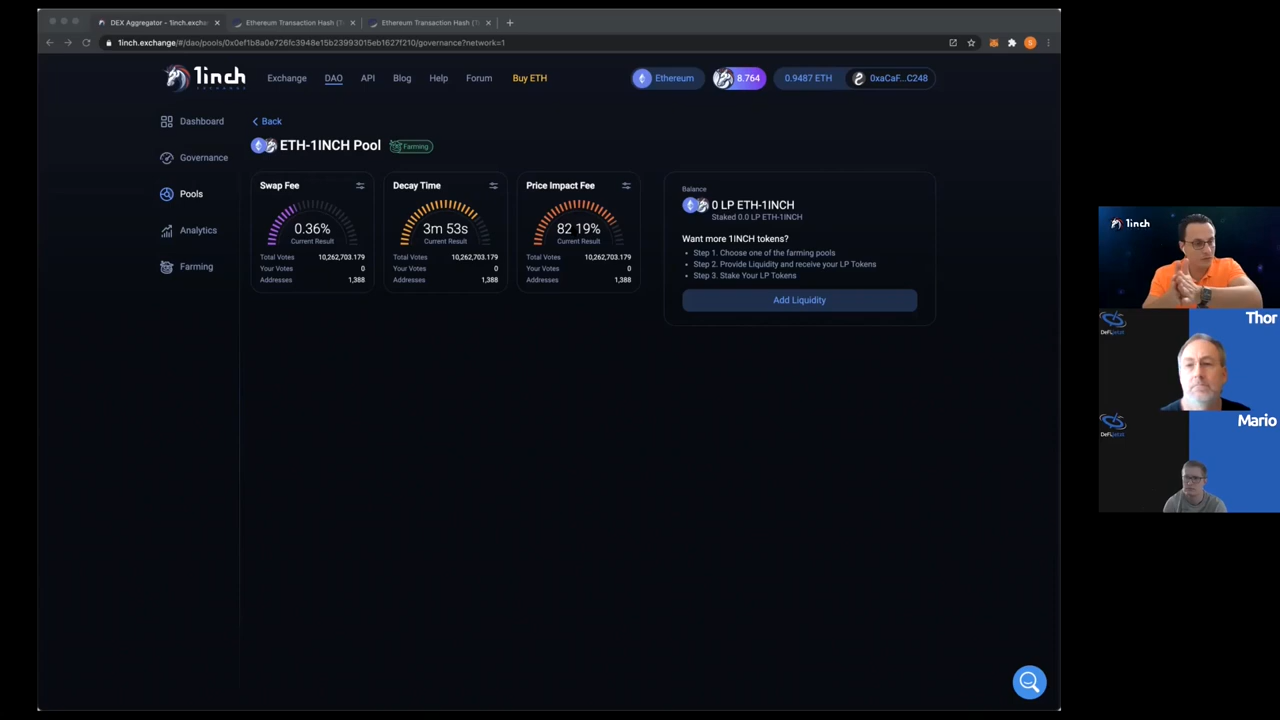 DEX Aggregator - 1inch.exchan
Ethereum Transaction Hash (T
Ethereum Transaction Hash (T
1inch.exchange/#/dao/pools/0x0ef1b8a0e726fc3948e15b23993015eb1627f210/governance?network=1
1inch
EXCHANGE
Exchange
DAO
API
Blog
Help
Forum
Buy ETH
Ethereum
8.764
0.9487 ETH
0xaCaF...C248
Dashboard
Governance
Pools
Analytics
Farming
Back
ETH-1INCH Pool
Farming
Swap Fee
0.36%
Current Result
Total Votes 10,262,703.179
Your Votes 0
Addresses 1,388
Decay Time
3m 53s
Current Result
Total Votes 10,262,703.179
Your Votes 0
Addresses 1,388
Price Impact Fee
82 19%
Current Result
Total Votes 10,262,703.179
Your Votes 0
Addresses 1,388
Balance
0 LP ETH-1INCH
Staked 0.0 LP ETH-1INCH
Want more 1INCH tokens?
Step 1. Choose one of the farming pools
Step 2. Provide Liquidity and receive your LP Tokens
Step 3. Stake Your LP Tokens
Add Liquidity
S
1inch
Thor
DeFi.jetzt
Mario
DeFi.jetzt